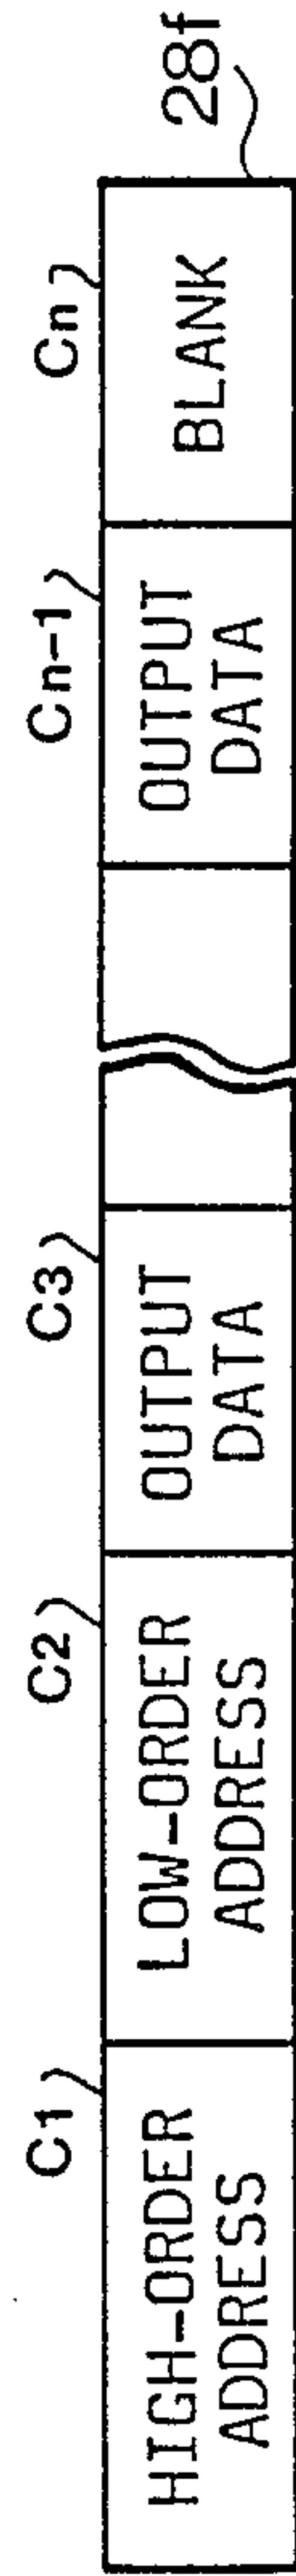 C1
C2
C3
Cn-1
Cn
HIGH-ORDER
ADDRESS
LOW-ORDER
ADDRESS
OUTPUT
DATA
OUTPUT
DATA
BLANK
28f